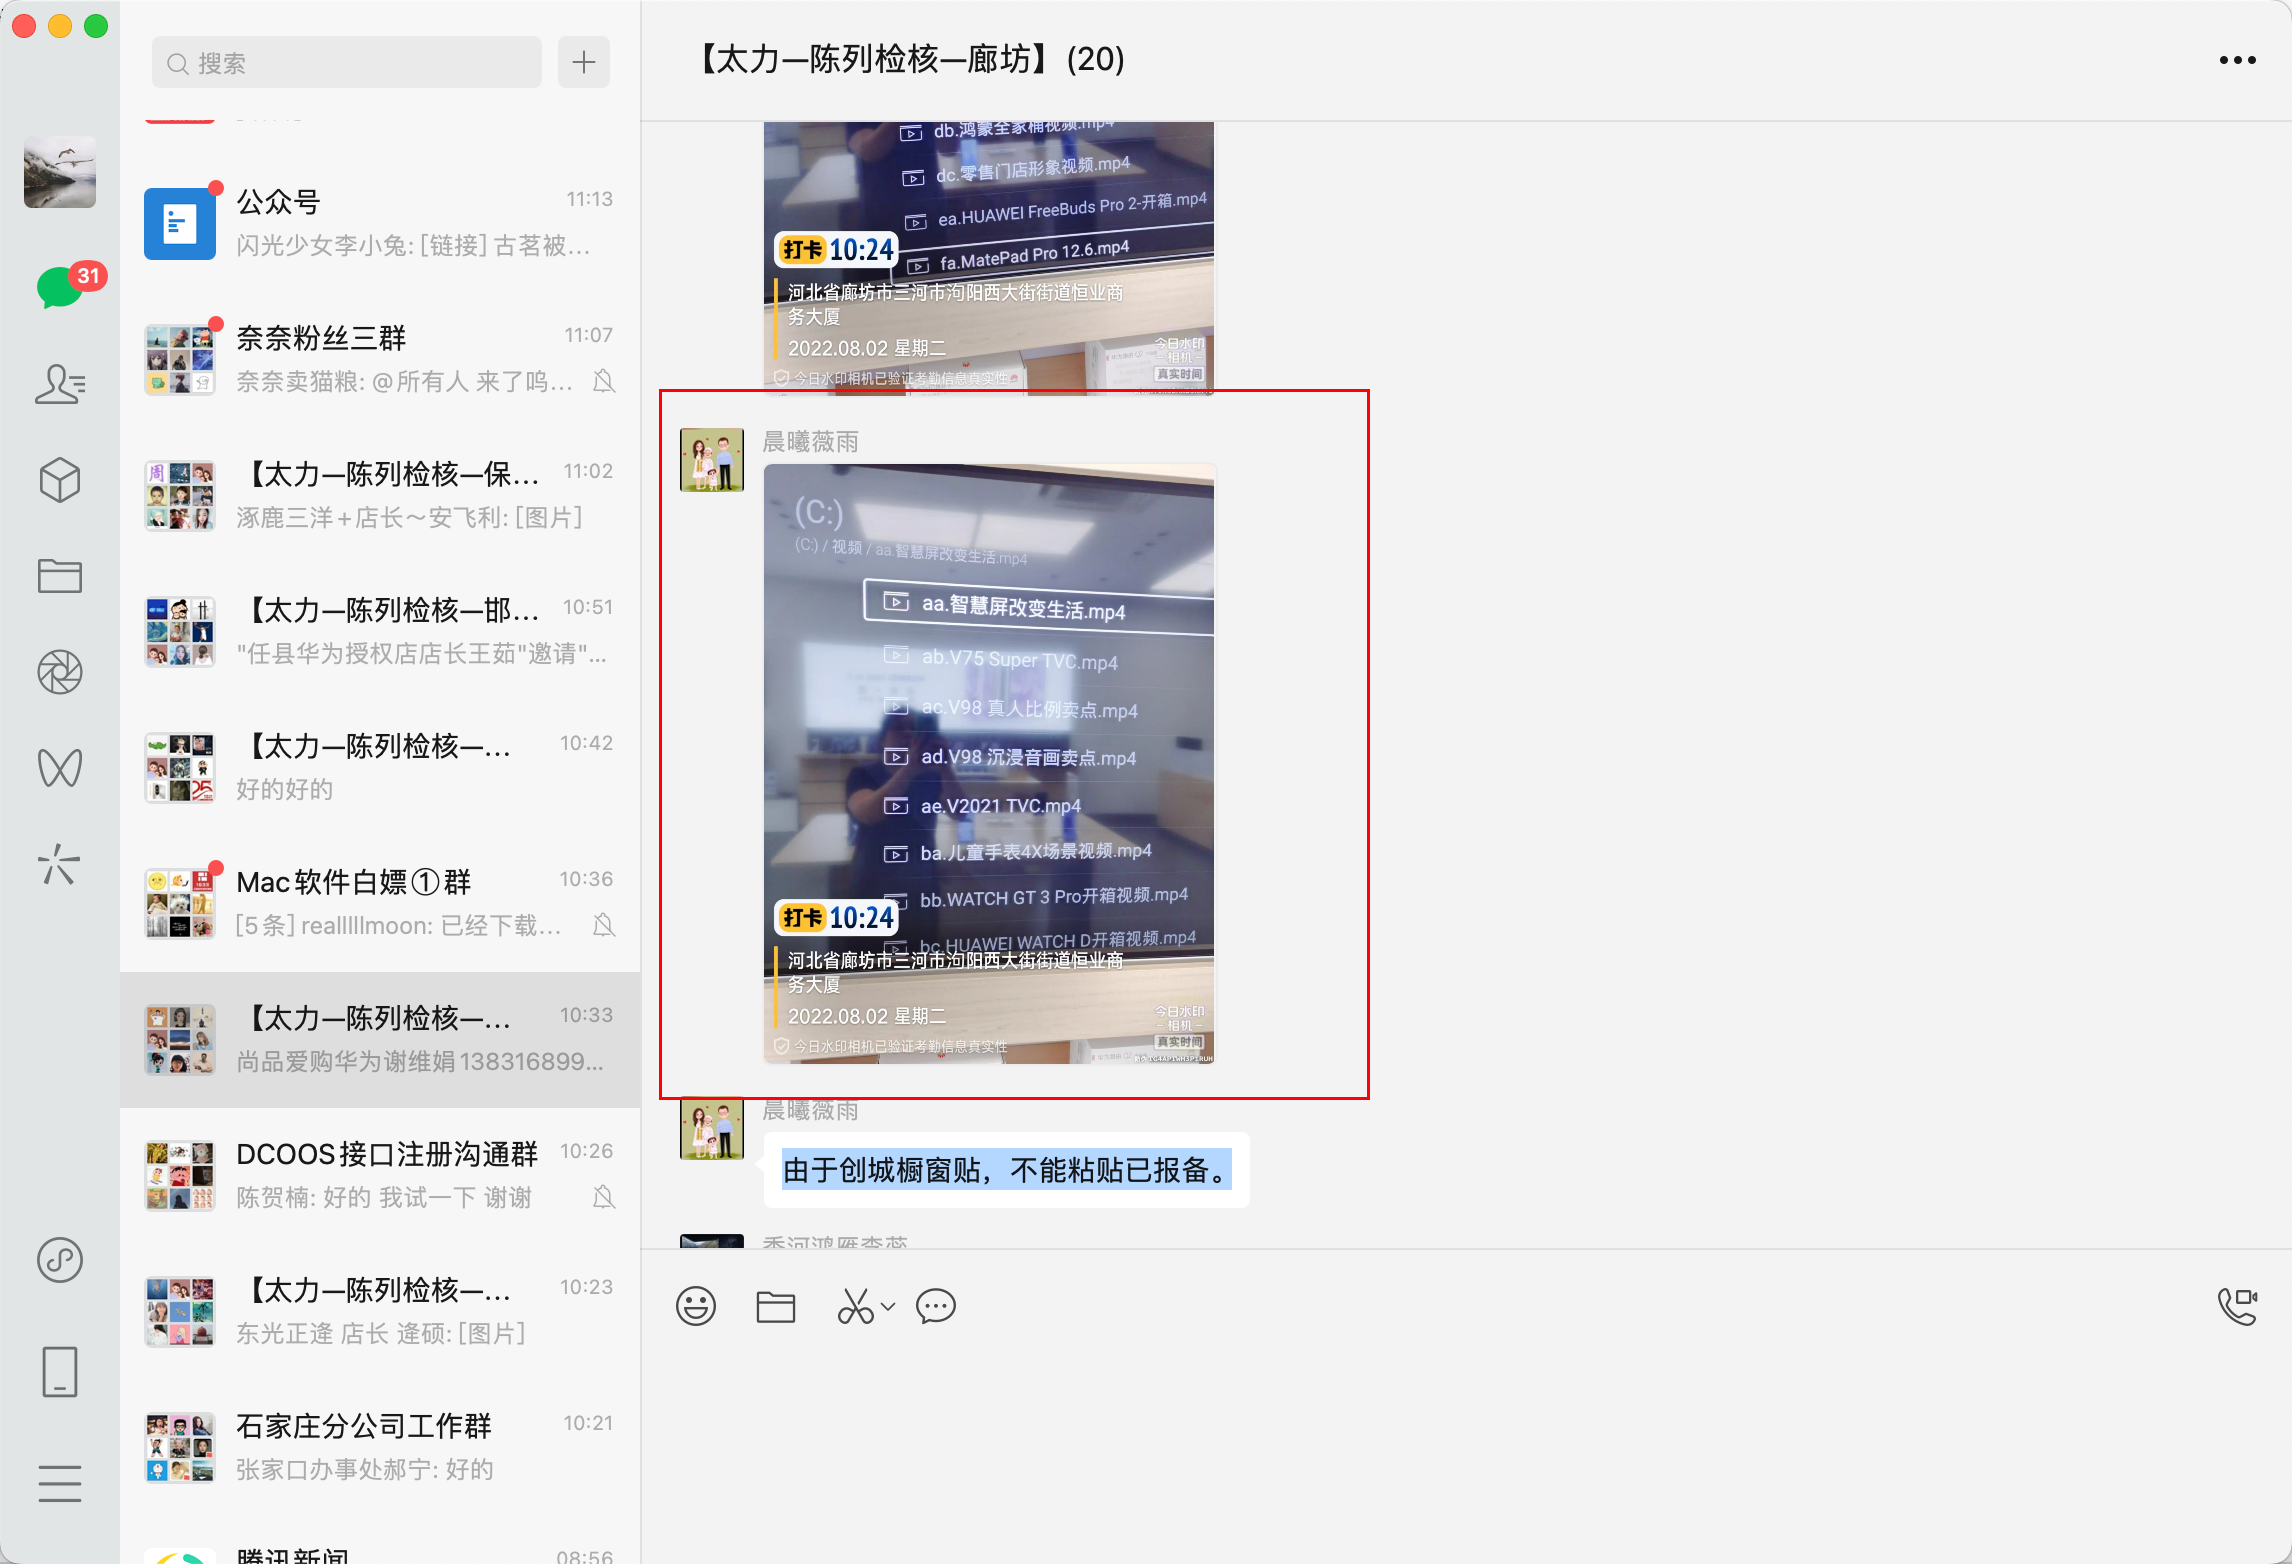 搜索
【太力—陈列检核—廊坊】(20)
公众号
11:13
闪光少女李小兔: [链接] 古茗被...
31
奈奈粉丝三群
11:07
奈奈卖猫粮: @所有人 来了呜...
【太力—陈列检核—保...
11:02
涿鹿三洋+店长～安飞利: [图片]
【太力—陈列检核—邯...
10:51
"任县华为授权店店长王茹"邀请"...
【太力—陈列检核—...
10:42
好的好的
Mac软件白嫖①群
10:36
[5条] reallllmoon: 已经下载...
【太力—陈列检核—...
10:33
尚品爱购华为谢维娟138316899...
DCOOS接口注册沟通群
10:26
陈贺楠: 好的 我试一下 谢谢
【太力—陈列检核—...
10:23
东光正逄 店长 逄硕: [图片]
石家庄分公司工作群
10:21
张家口办事处郝宁: 好的
腾讯新闻
08:56
db.鸿蒙全家桶视频.mp4
dc.零售门店形象视频.mp4
ea.HUAWEI FreeBuds Pro 2-开箱.mp4
fa.MatePad Pro 12.6.mp4
打卡 10:24
河北省廊坊市三河市泃阳西大街街道恒业商
务大厦
2022.08.02 星期二
今日水印
相机
真实时间
今日水印相机已验证考勤信息真实性
晨曦薇雨
(C:)
(C:) / 视频 / aa.智慧屏改变生活.mp4
aa.智慧屏改变生活.mp4
ab.V75 Super TVC.mp4
ac.V98 真人比例卖点.mp4
ad.V98 沉浸音画卖点.mp4
ae.V2021 TVC.mp4
ba.儿童手表4X场景视频.mp4
bb.WATCH GT 3 Pro开箱视频.mp4
bc.HUAWEI WATCH D开箱视频.mp4
打卡 10:24
河北省廊坊市三河市泃阳西大街街道恒业商
务大厦
2022.08.02 星期二
今日水印
相机
真实时间
今日水印相机已验证考勤信息真实性
晨曦薇雨
由于创城橱窗贴，不能粘贴已报备。